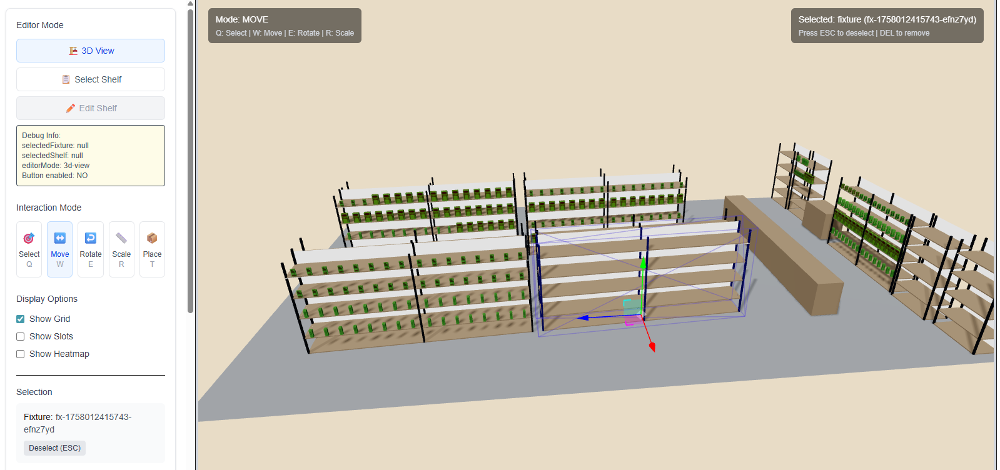 Editor Mode
3D View
Select Shelf
Edit Shelf
Debug Info:
selectedFixture: null
selectedShelf: null
editorMode: 3d-view
Button enabled: NO
Interaction Mode
Select Move Rotate Scale Place
Q W E R T
Display Options
Show Grid
Show Slots
Show Heatmap
Selection
Fixture: fx-1758012415743-
efnz7yd
Deselect (ESC)
Mode: MOVE
Q: Select | W: Move | E: Rotate | R: Scale
Selected: fixture (fx-1758012415743-efnz7yd)
Press ESC to deselect | DEL to remove